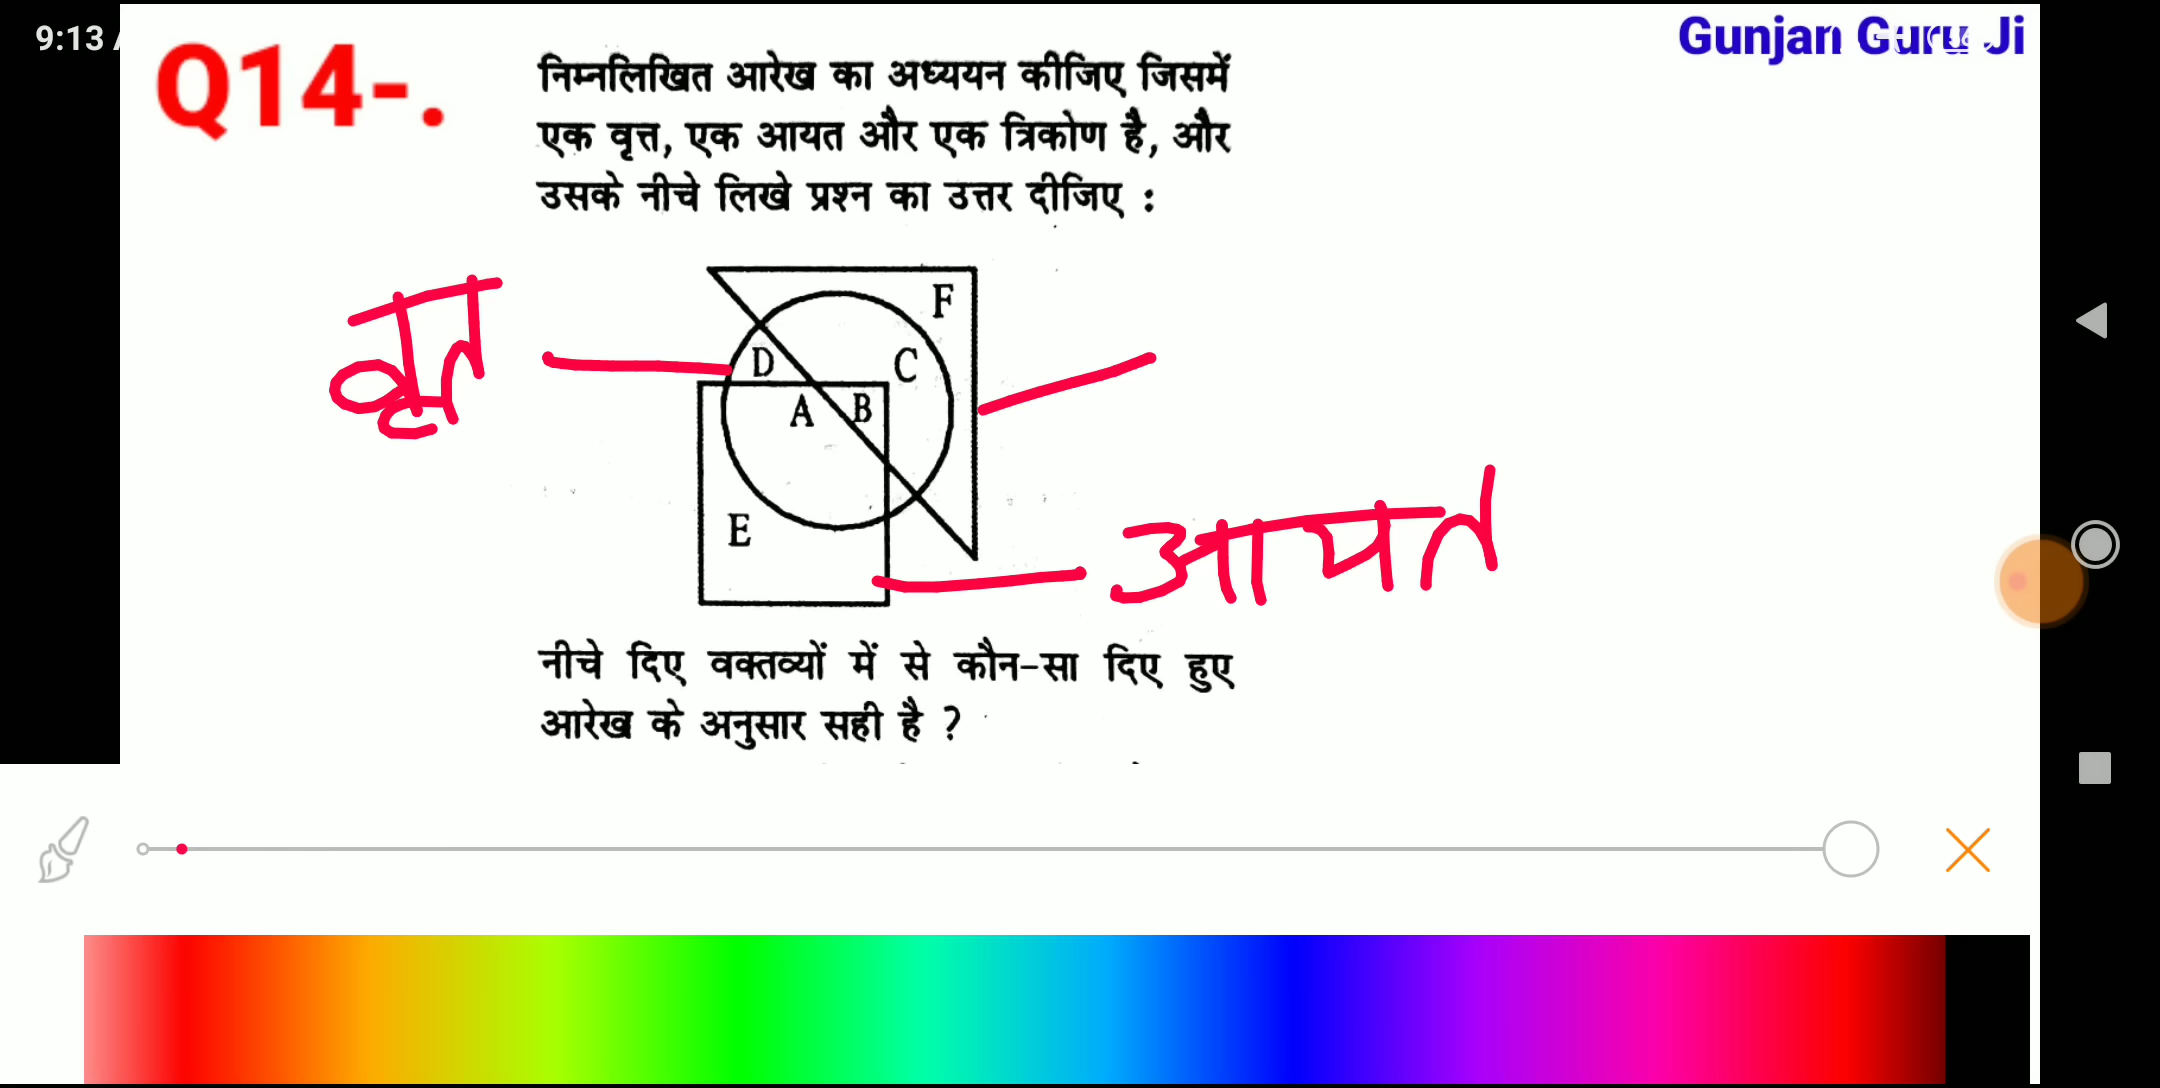 9:13
Q14-.
Gunjan Guru Ji
निम्नलिखित आरेख का अध्ययन कीजिए जिसमें
एक वृत्त, एक आयत और एक त्रिकोण है, और
उसके नीचे लिखे प्रश्न का उत्तर दीजिए :
F
वृत
D
C
A
B
E
आयत
नीचे दिए वक्तव्यों में से कौन-सा दिए हुए
आरेख के अनुसार सही है ?